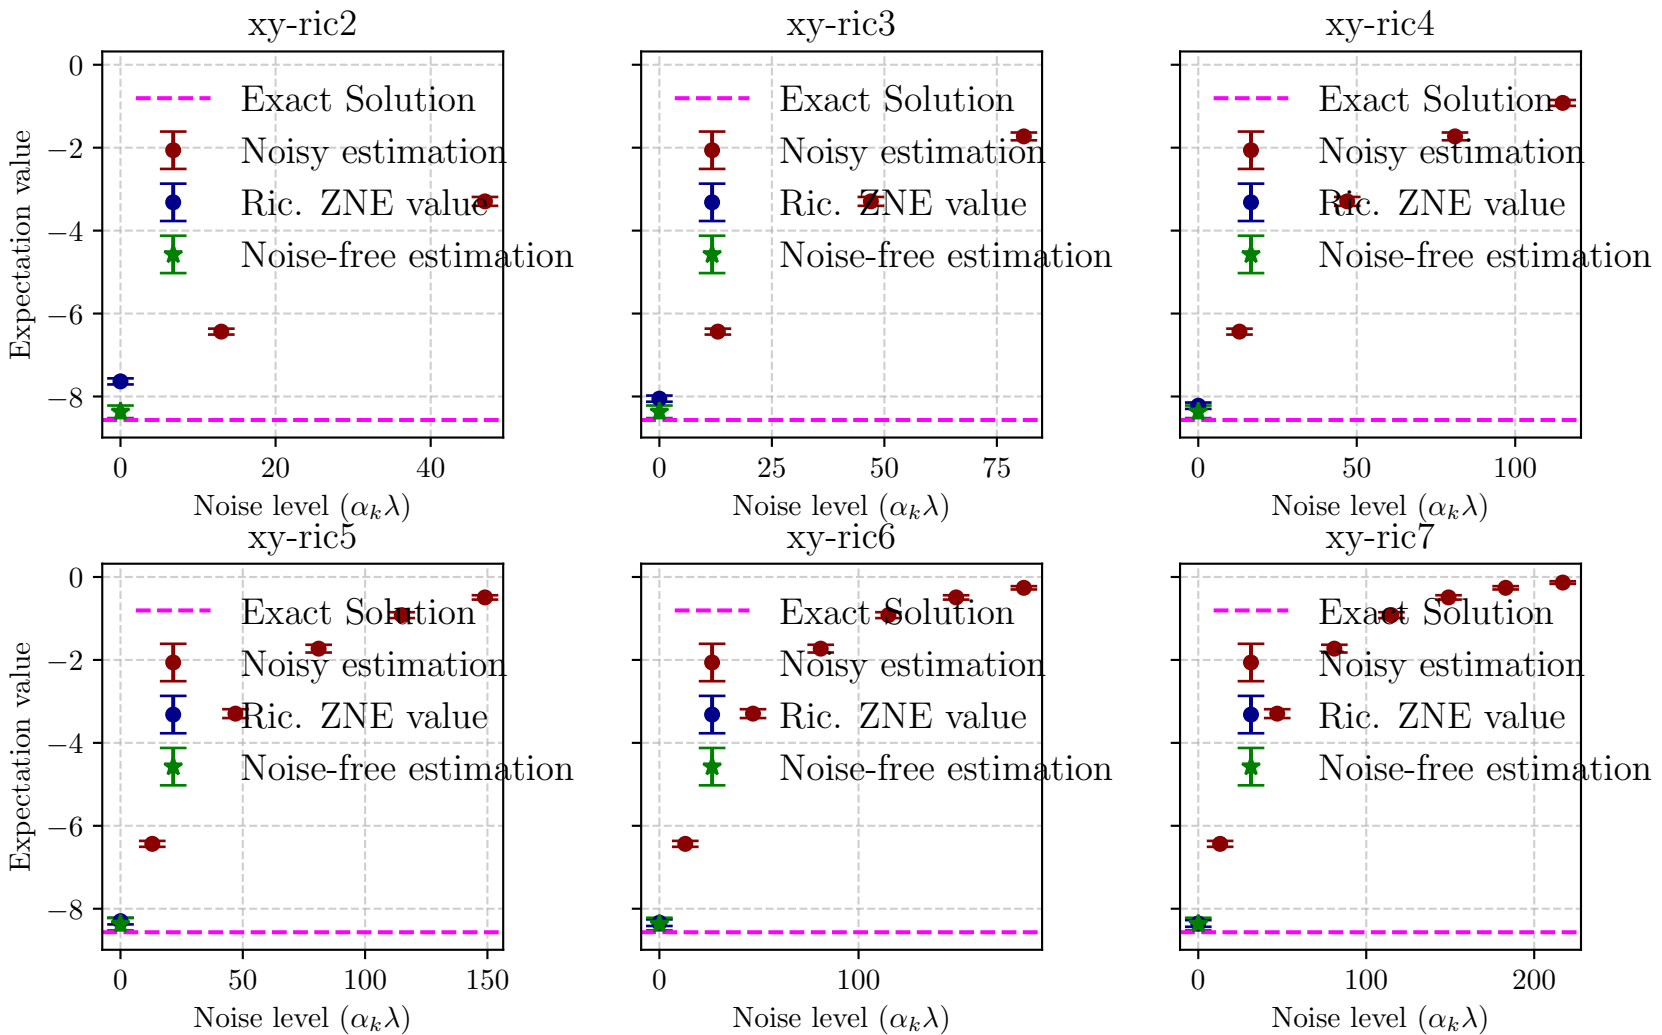 xy-ric2
xy-ric3
xy-ric4
Expectation value
0
−2
−4
−6
−8
Exact Solution
Noisy estimation
Ric. ZNE value
Noise-free estimation
0
20
40
Noise level (αₖλ)
Exact Solution
Noisy estimation
Ric. ZNE value
Noise-free estimation
0
25
50
75
Noise level (αₖλ)
Exact Solution
Noisy estimation
Ric. ZNE value
Noise-free estimation
0
50
100
Noise level (αₖλ)
xy-ric5
xy-ric6
xy-ric7
Expectation value
0
−2
−4
−6
−8
Exact Solution
Noisy estimation
Ric. ZNE value
Noise-free estimation
0
50
100
150
Noise level (αₖλ)
Exact Solution
Noisy estimation
Ric. ZNE value
Noise-free estimation
0
100
Noise level (αₖλ)
Exact Solution
Noisy estimation
Ric. ZNE value
Noise-free estimation
0
100
200
Noise level (αₖλ)